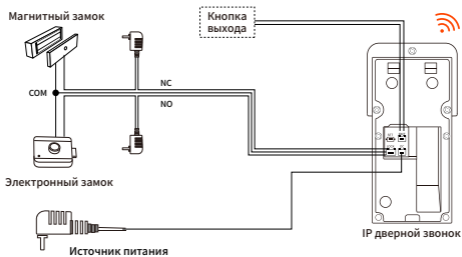 Магнитный замок
Кнопка
выхода
NC
COM
NO
Электронный замок
IP дверной звонок
Источник питания